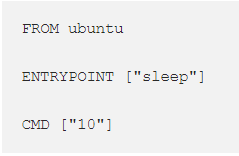 FROM ubuntu
ENTRYPOINT ["sleep"]
CMD ["10"]